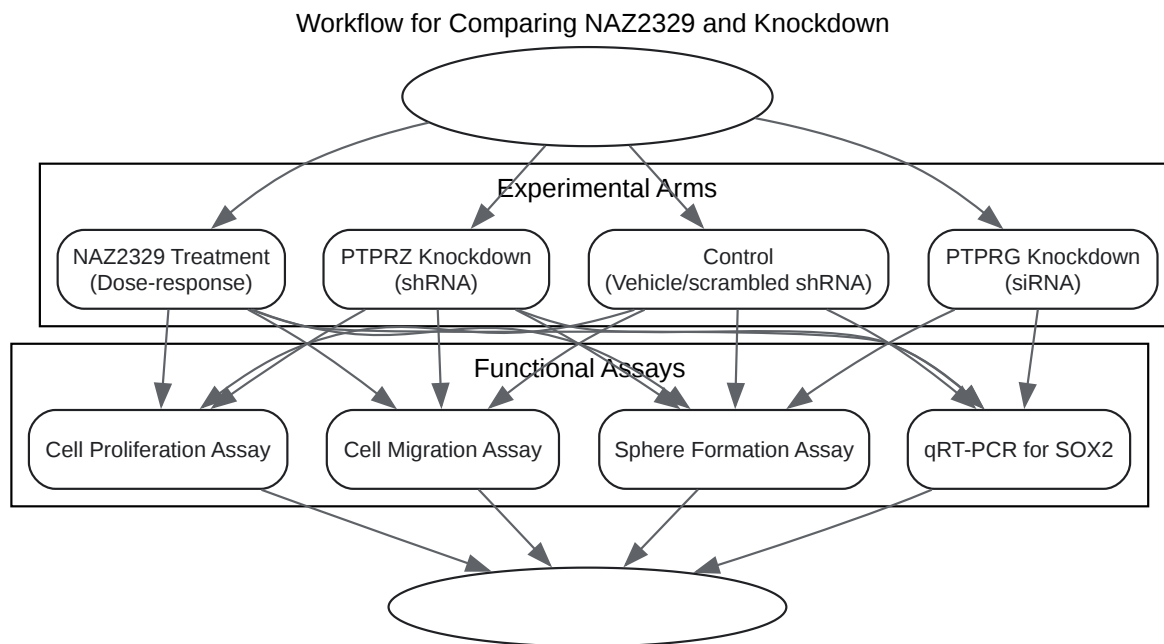 Workflow for Comparing NAZ2329 and Knockdown
Experimental Arms
NAZ2329 Treatment
(Dose-response)
PTPRZ Knockdown
(shRNA)
Control
(Vehicle/scrambled shRNA)
PTPRG Knockdown
(siRNA)
Functional Assays
Cell Proliferation Assay
Cell Migration Assay
Sphere Formation Assay
qRT-PCR for SOX2